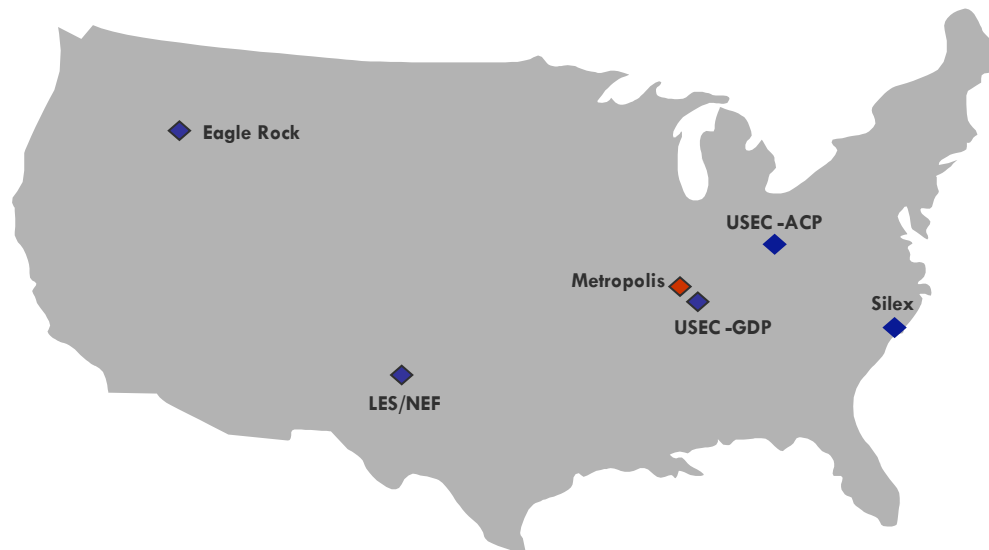 Eagle Rock
USEC -ACP
Metropolis
Silex
USEC -GDP
LES/NEF